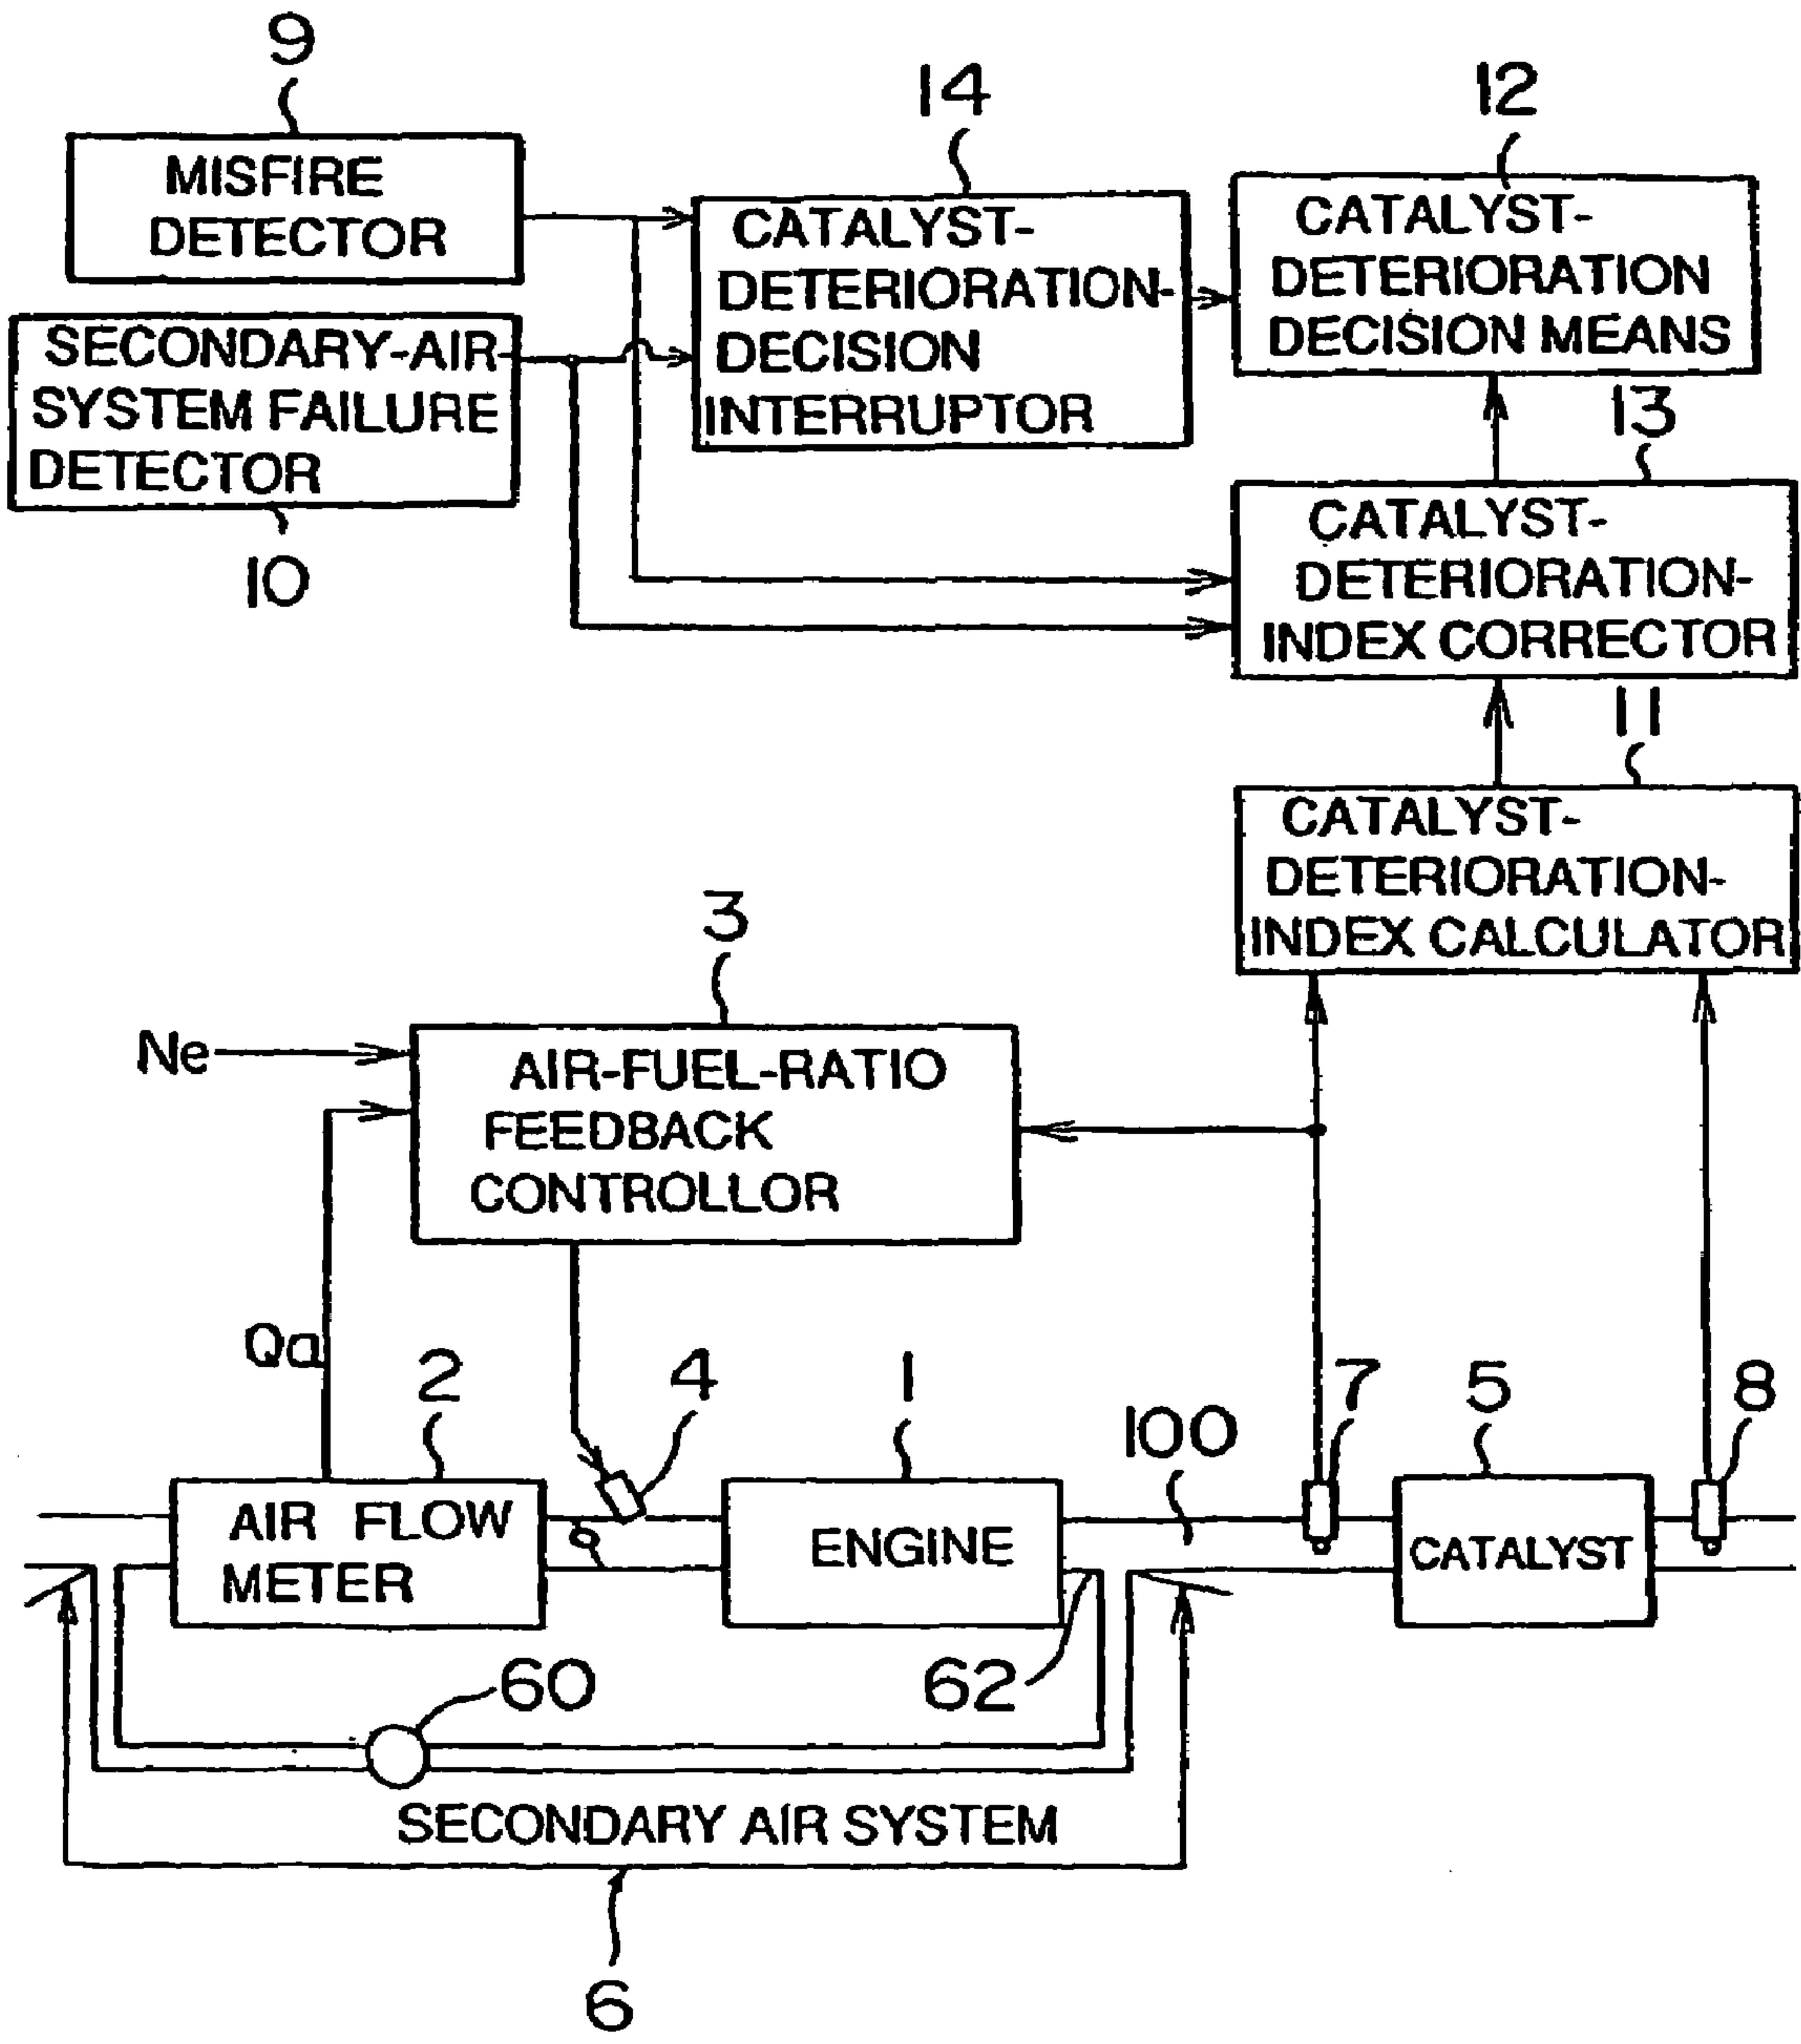 9
14
12
MISFIRE
DETECTOR
CATALYST-
DETERIORATION-
DECISION
INTERRUPTOR
CATALYST-
DETERIORATION
DECISION MEANS
SECONDARY-AIR-
SYSTEM FAILURE
DETECTOR
10
13
CATALYST-
DETERIORATION-
INDEX CORRECTOR
11
CATALYST-
DETERIORATION-
INDEX CALCULATOR
3
Ne
AIR-FUEL-RATIO
FEEDBACK
CONTROLLOR
Qa
2
4
1
100
7
5
8
AIR FLOW
METER
ENGINE
CATALYST
60
62
SECONDARY AIR SYSTEM
6